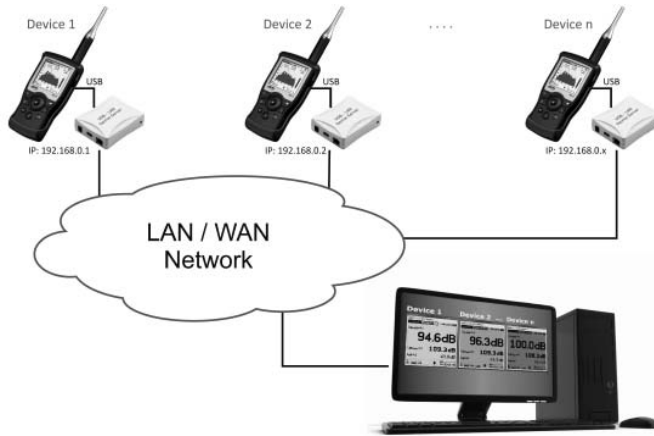 Device 1
Device 2
....
Device n
USB
USB
USB
IP: 192.168.0.1
IP: 192.168.0.2
IP: 192.168.0.x
LAN / WAN
Network
Device 1
Device 2
Device n
94.6dB
96.3dB
100.0dB
109.3dB
109.3dB
109.3dB